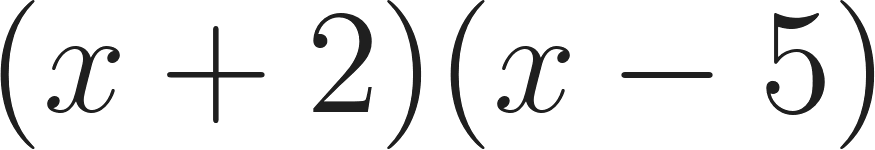 (x + 2)(x − 5)